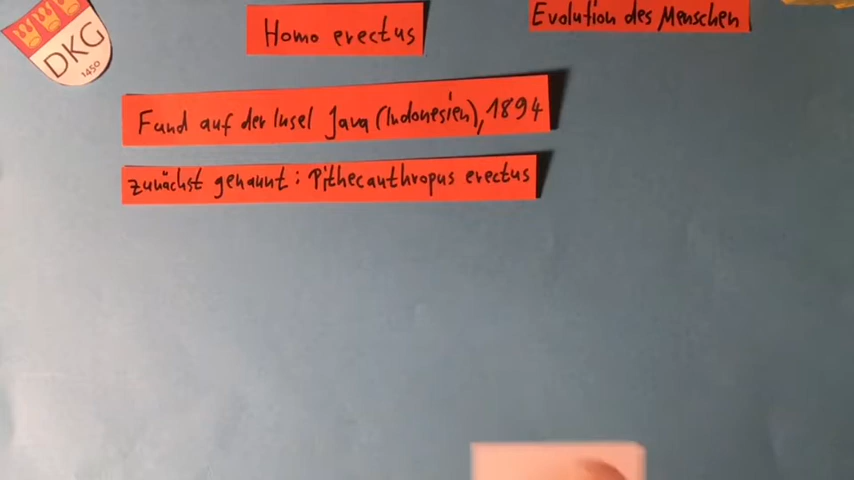 DKG
1450
Homo erectus
Evolution des Menschen
Fund auf der Insel Java (Indonesien), 1894
zunächst genannt: Pithecanthropus erectus